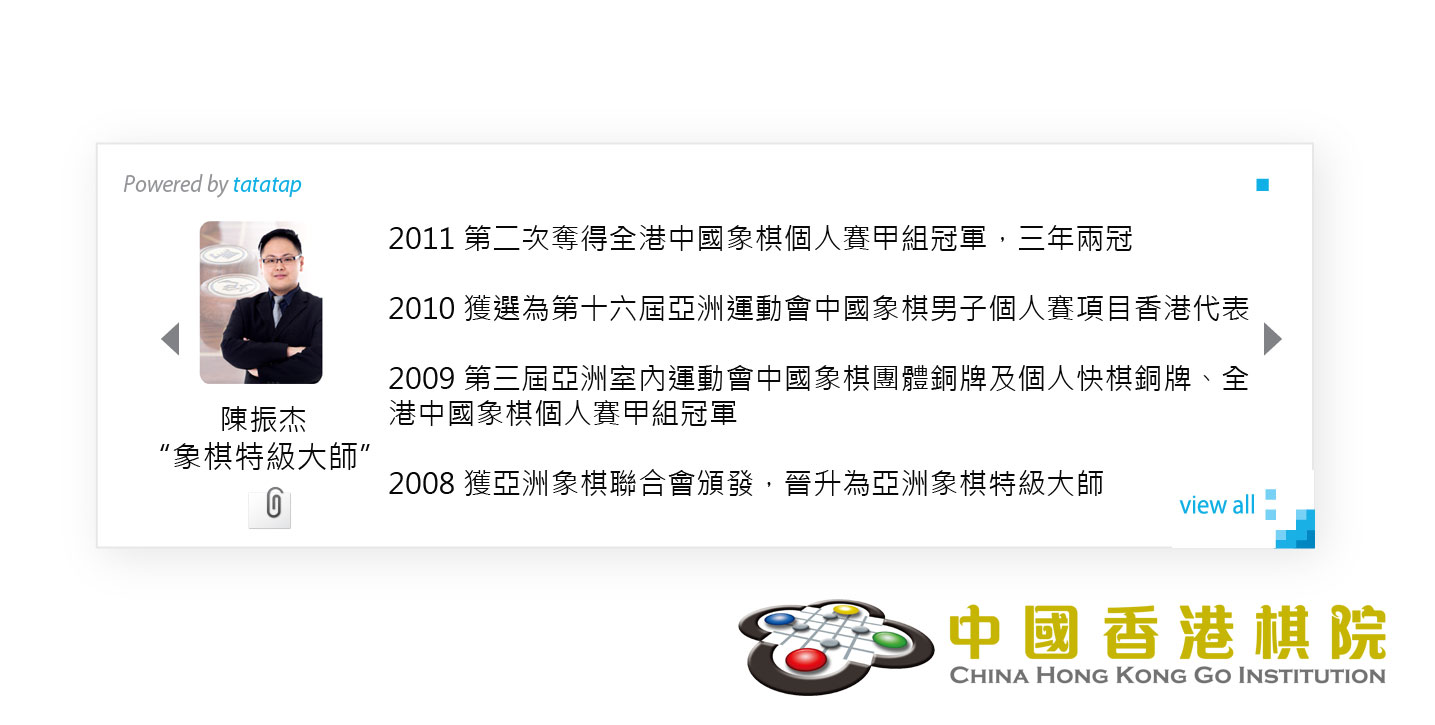 Powered by tatatap
2011 第二次奪得全港中國象棋個人賽甲組冠軍，三年兩冠
2010 獲選為第十六屆亞洲運動會中國象棋男子個人賽項目香港代表
2009 第三屆亞洲室內運動會中國象棋團體銅牌及個人快棋銅牌、全
港中國象棋個人賽甲組冠軍
2008 獲亞洲象棋聯合會頒發，晉升為亞洲象棋特級大師
陳振杰
“象棋特級大師”
view all
中國香港棋院
CHINA HONG KONG GO INSTITUTION